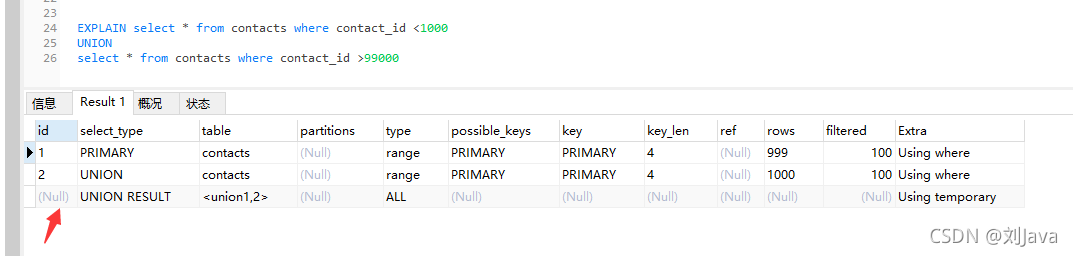 23
24 EXPLAIN select * from contacts where contact_id <1000
25 UNION
26 select * from contacts where contact_id >99000
信息 Result 1 概况 状态
id select_type table partitions type possible_keys key key_len ref rows filtered Extra
1 PRIMARY contacts (Null) range PRIMARY PRIMARY 4 (Null) 999 100 Using where
2 UNION contacts (Null) range PRIMARY PRIMARY 4 (Null) 1000 100 Using where
(Null) UNION RESULT <union1,2> (Null) ALL (Null) (Null) (Null) (Null) (Null) (Null) Using temporary
CSDN @刘Java